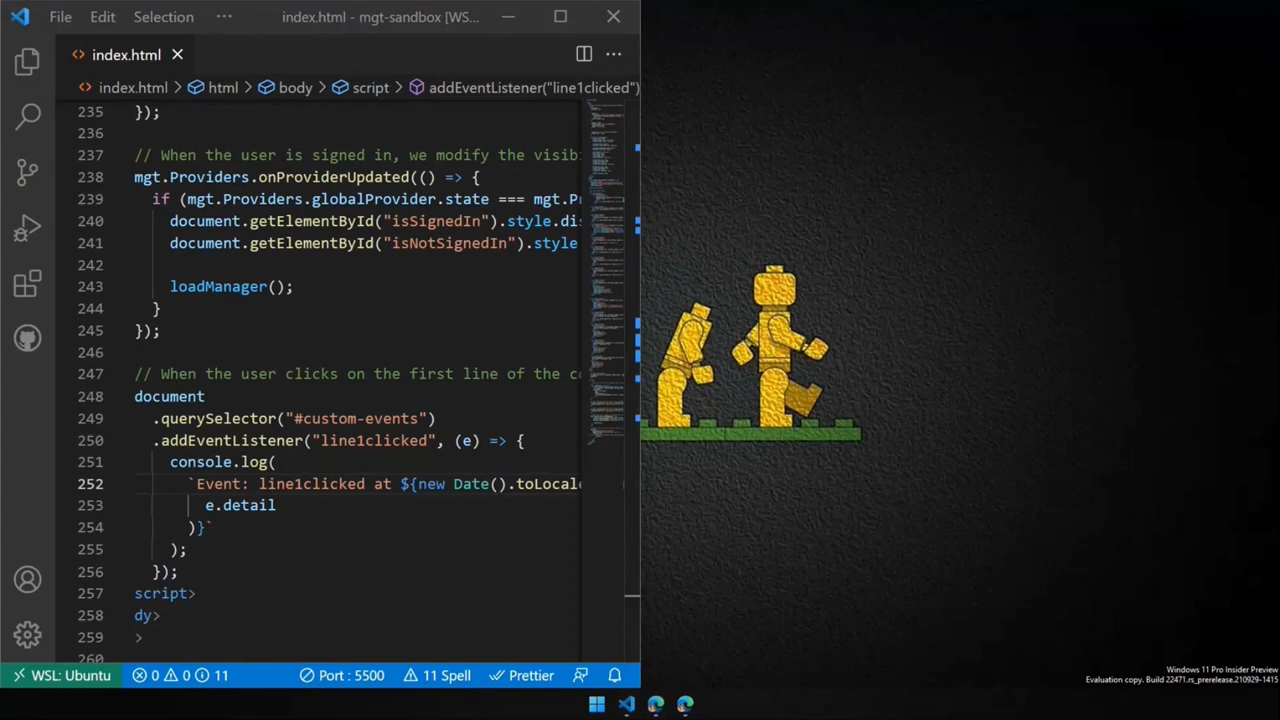 File Edit Selection ··· index.html - mgt-sandbox [WS...
index.html
index.html > html > body > script > addEventListener("line1clicked")
235 });
236
237 // When the user is signed in, we modify the visibi
238 mgt.Providers.onProviderUpdated(() => {
239 if (mgt.Providers.globalProvider.state === mgt.P
240 document.getElementById("isSignedIn").style.dis
241 document.getElementById("isNotSignedIn").style
242
243 loadManager();
244 }
245 });
246
247 // When the user clicks on the first line of the co
248 document
249 .querySelector("#custom-events")
250 .addEventListener("line1clicked", (e) => {
251 console.log(
252 `Event: line1clicked at ${new Date().toLocale
253 e.detail
254 )}`
255 );
256 });
257 script>
258 dy>
259 >
260
WSL: Ubuntu 0 0 11 Port : 5500 11 Spell Prettier
Windows 11 Pro Insider Preview
Evaluation copy. Build 22471.rs_prerelease.210929-1415